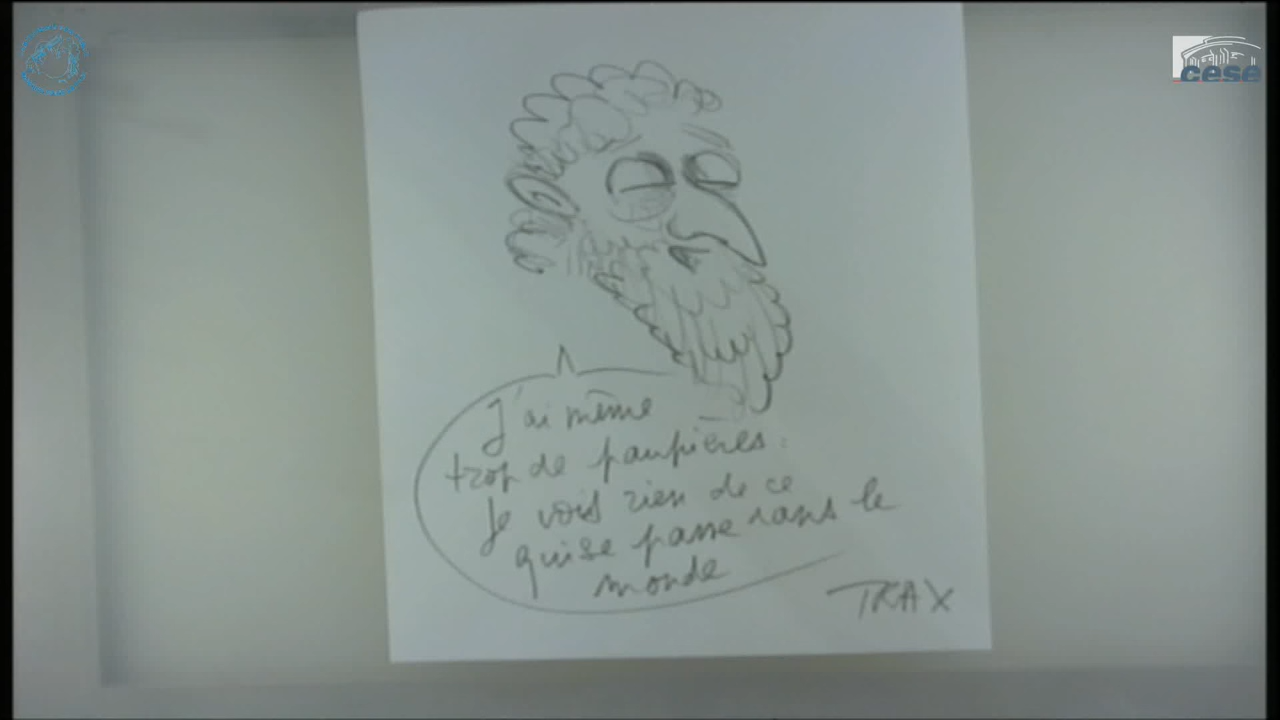 cese
J'ai même
trop de paupières.
Je vois rien de ce
qui se passe dans le
monde
TRAX